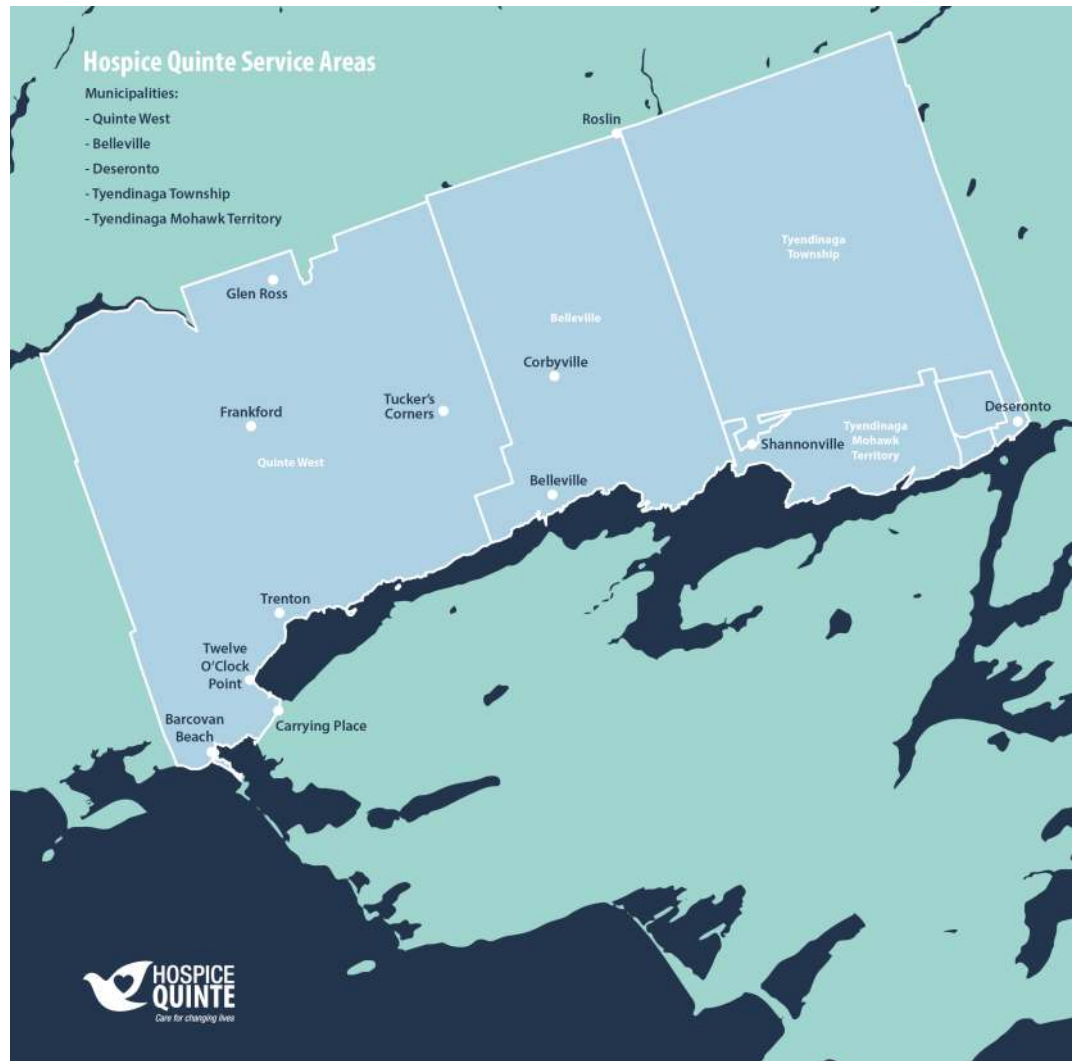 Hospice Quinte Service Areas
Municipalities:
- Quinte West
- Belleville
- Deseronto
- Tyendinaga Township
- Tyendinaga Mohawk Territory
Roslin
Tyendinaga
Township
Glen Ross
Belleville
Corbyville
Tucker's
Corners
Frankford
Deseronto
Tyendinaga
Mohawk
Territory
Shannonville
Quinte West
Belleville
Trenton
Twelve
O'Clock
Point
Barcovan
Beach
Carrying Place
HOSPICE
QUINTE
Care for changing lives